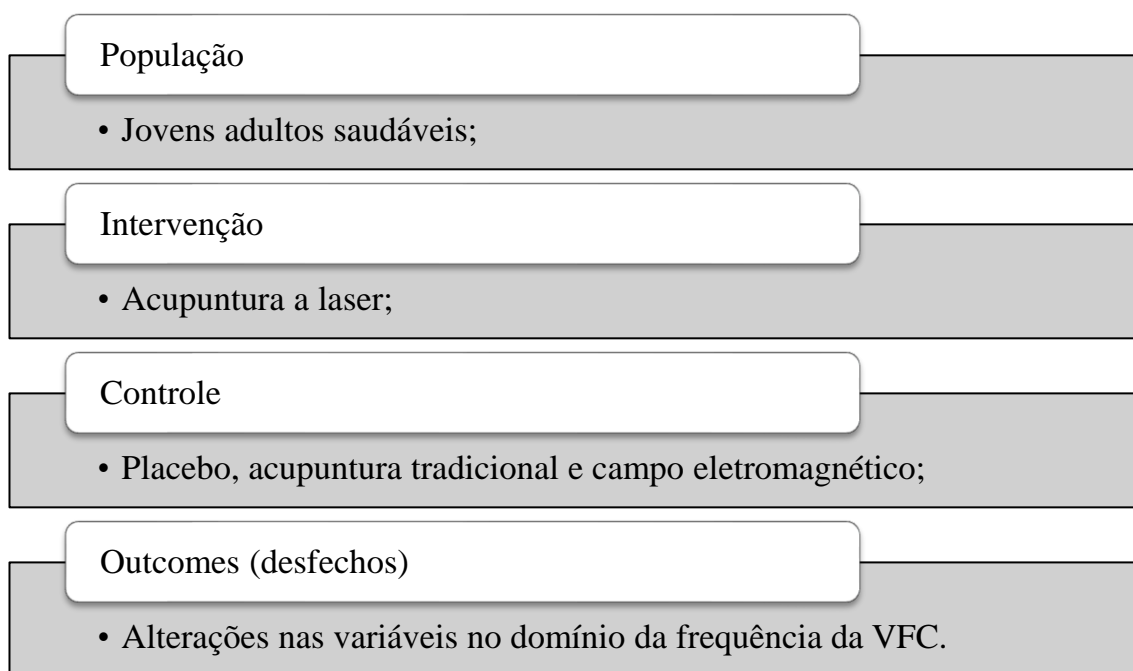 População
• Jovens adultos saudáveis;
Intervenção
• Acupuntura a laser;
Controle
• Placebo, acupuntura tradicional e campo eletromagnético;
Outcomes (desfechos)
• Alterações nas variáveis no domínio da frequência da VFC.